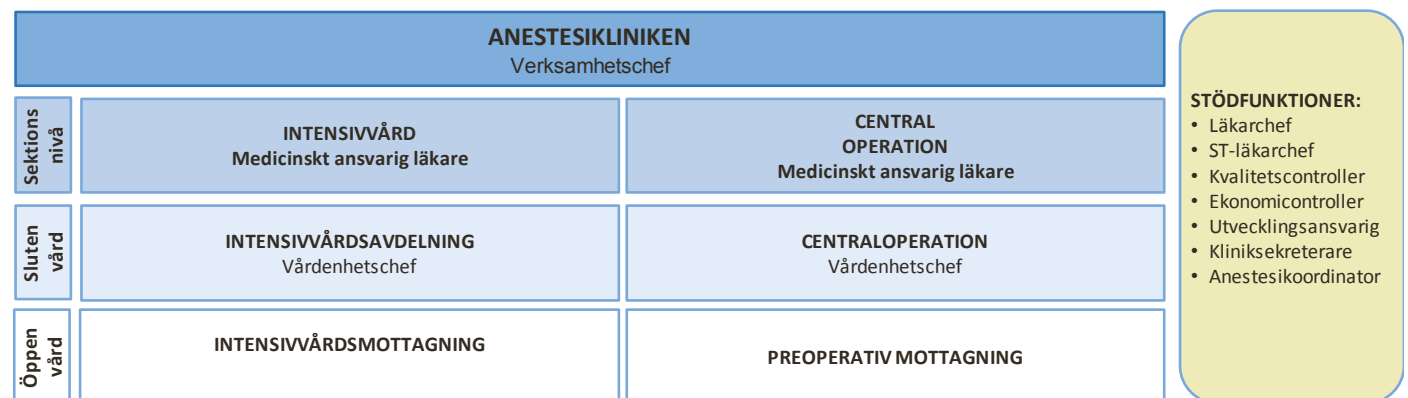 ANESTESIKLINIKEN
Verksamhetschef
Sektions
nivå
INTENSIVVÅRD
Medicinskt ansvarig läkare
CENTRAL
OPERATION
Medicinskt ansvarig läkare
Sluten
vård
INTENSIVVÅRDSAVDELNING
Vårdenhetschef
CENTRALOPERATION
Vårdenhetschef
Öppen
vård
INTENSIVVÅRDSMOTTAGNING
PREOPERATIV MOTTAGNING
STÖDFUNKTIONER:
• Läkarchef
• ST-läkarchef
• Kvalitetscontroller
• Ekonomicontroller
• Utvecklingsansvarig
• Kliniksekreterare
• Anestesikoordinator